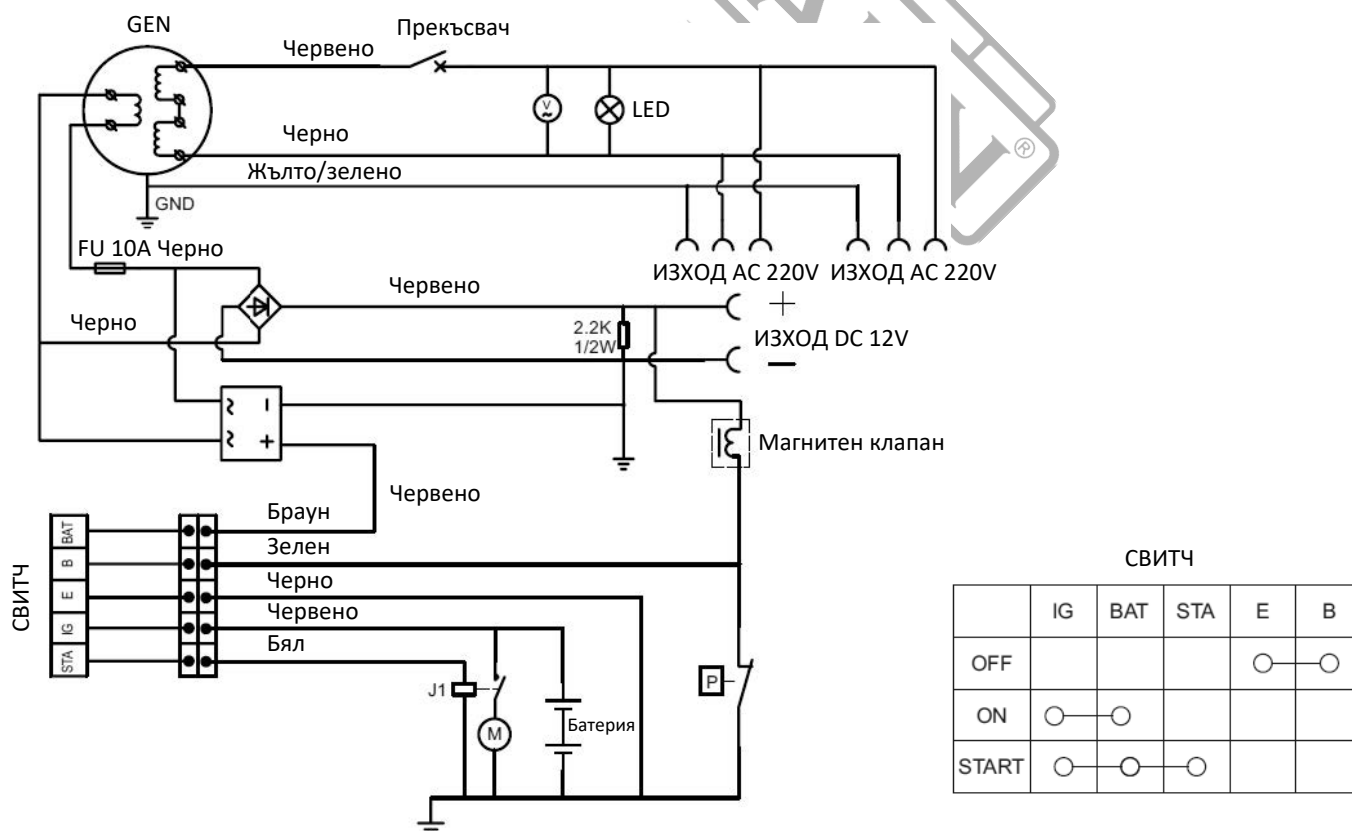 GEN
Прекъсвач
Червено
V
LED
Черно
Жълто/зелено
GND
®
FU 10A Черно
ИЗХОД AC 220V ИЗХОД AC 220V
Червено
+
Черно
2.2K
1/2W
ИЗХОД DC 12V
−
~ −
~ +
Магнитен клапан
Червено
СВИТЧ
BAT
B
E
IG
STA
Браун
Зелен
Черно
Червено
Бял
J1
M
Батерия
P
СВИТЧ
IG BAT STA E B
OFF
ON
START